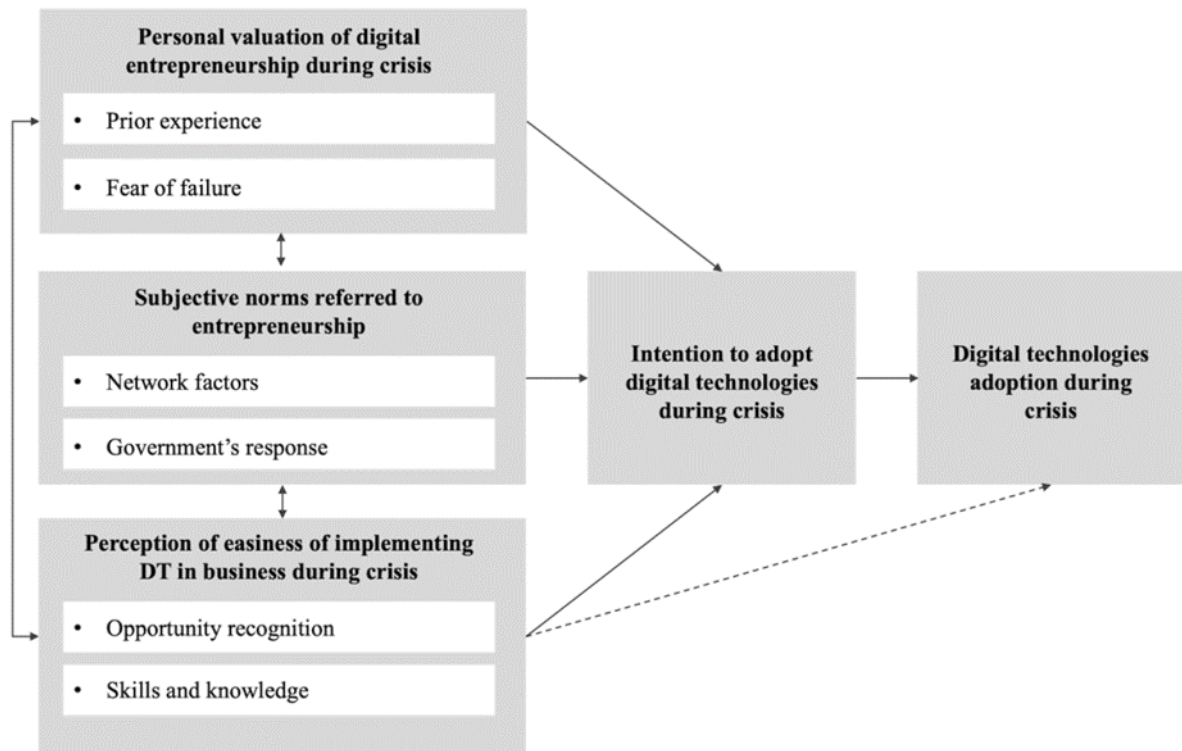 Personal valuation of digital
entrepreneurship during crisis
• Prior experience
• Fear of failure
Subjective norms referred to
entrepreneurship
• Network factors
• Government’s response
Perception of easiness of implementing
DT in business during crisis
• Opportunity recognition
• Skills and knowledge
Intention to adopt
digital technologies
during crisis
Digital technologies
adoption during
crisis